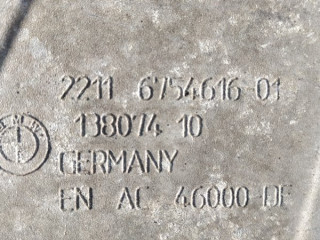 2211 6754616 01
138074 10
GERMANY
EN AC 46000-DF